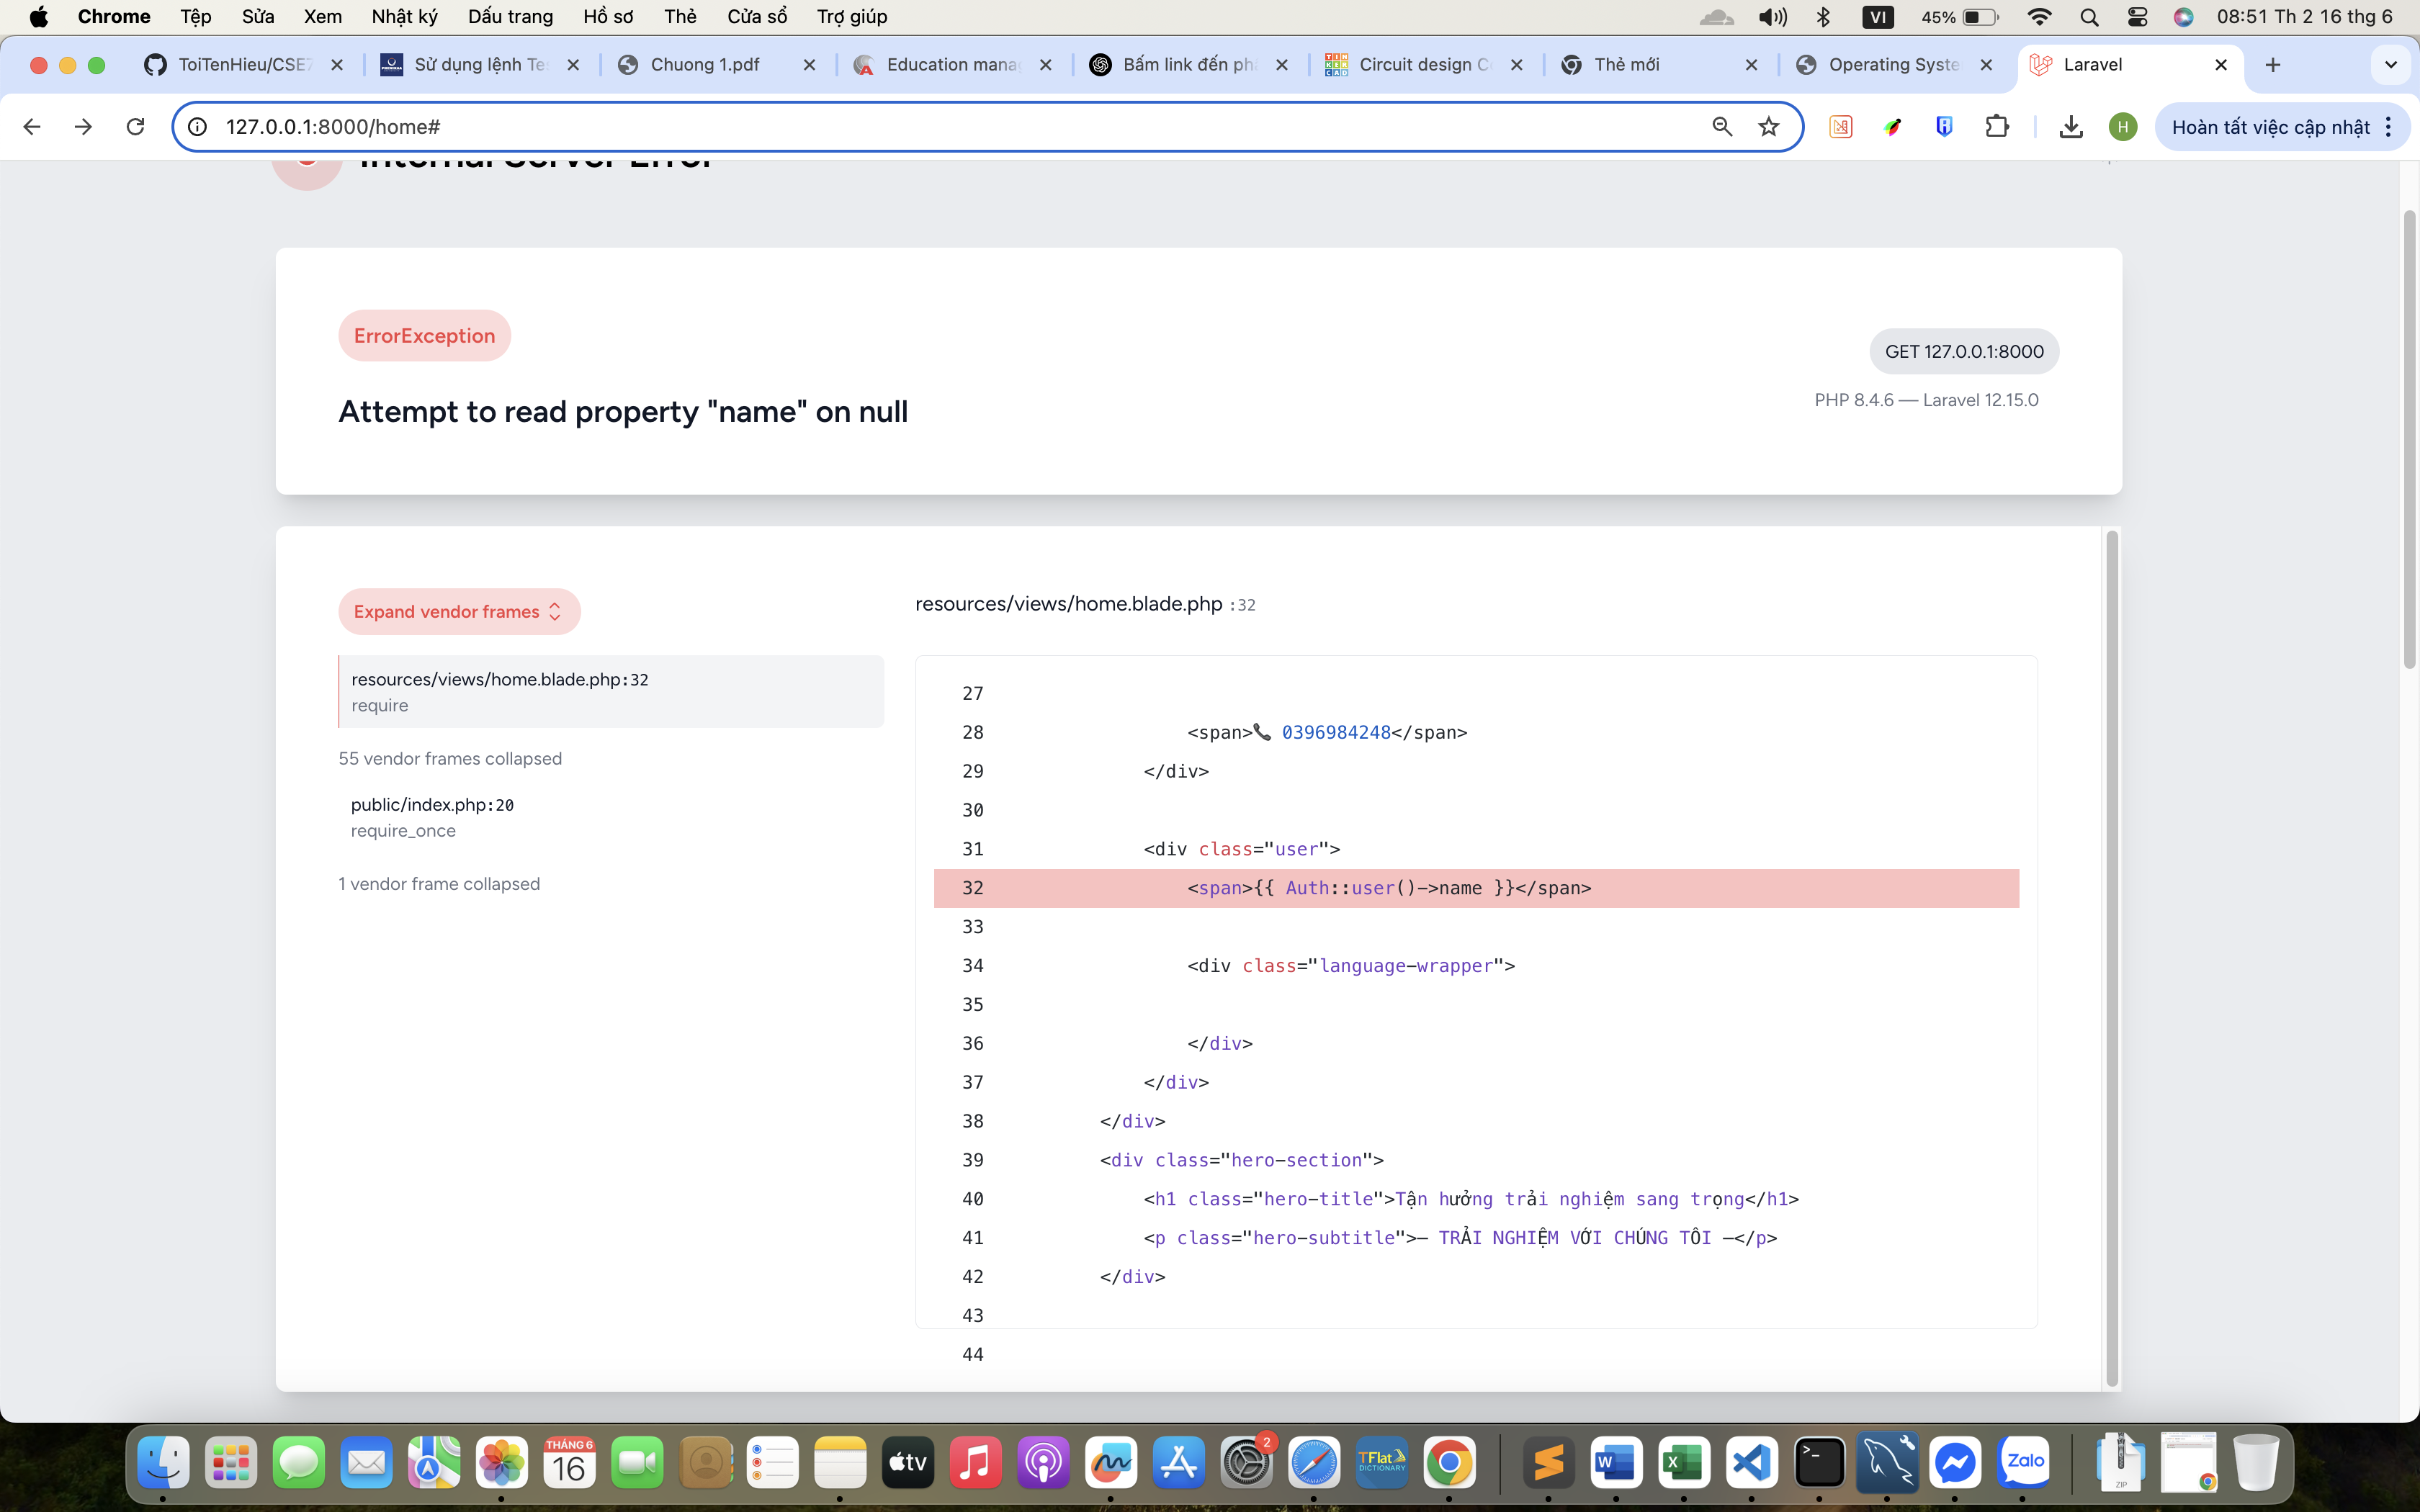 Chrome Tệp Sửa Xem Nhật ký Dấu trang Hồ sơ Thẻ Cửa sổ Trợ giúp VI 45% 08:51 Th 2 16 thg 6
ToiTenHieu/CSE Sử dụng lệnh Te Chuong 1.pdf Education mana Bấm link đến ph Circuit design C Thẻ mới Operating Syste Laravel
127.0.0.1:8000/home# H Hoàn tất việc cập nhật
Internal Server Error
ErrorException
GET 127.0.0.1:8000
Attempt to read property "name" on null
PHP 8.4.6 — Laravel 12.15.0
Expand vendor frames
resources/views/home.blade.php:32
require
55 vendor frames collapsed
public/index.php:20
require_once
1 vendor frame collapsed
resources/views/home.blade.php :32
27
28 <span>📞 0396984248</span>
29 </div>
30
31 <div class="user">
32 <span>{{ Auth::user()->name }}</span>
33
34 <div class="language-wrapper">
35
36 </div>
37 </div>
38 </div>
39 <div class="hero-section">
40 <h1 class="hero-title">Tận hưởng trải nghiệm sang trọng</h1>
41 <p class="hero-subtitle">— TRẢI NGHIỆM VỚI CHÚNG TÔI —</p>
42 </div>
43
44
THÁNG 6
16
tv
2
TFlat
DICTIONARY
W
X
>_
Zalo
ZIP